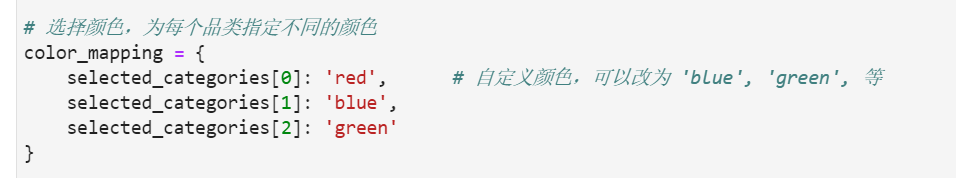 # 选择颜色，为每个品类指定不同的颜色
color_mapping = {
    selected_categories[0]: 'red',      # 自定义颜色，可以改为 'blue', 'green', 等
    selected_categories[1]: 'blue',
    selected_categories[2]: 'green'
}